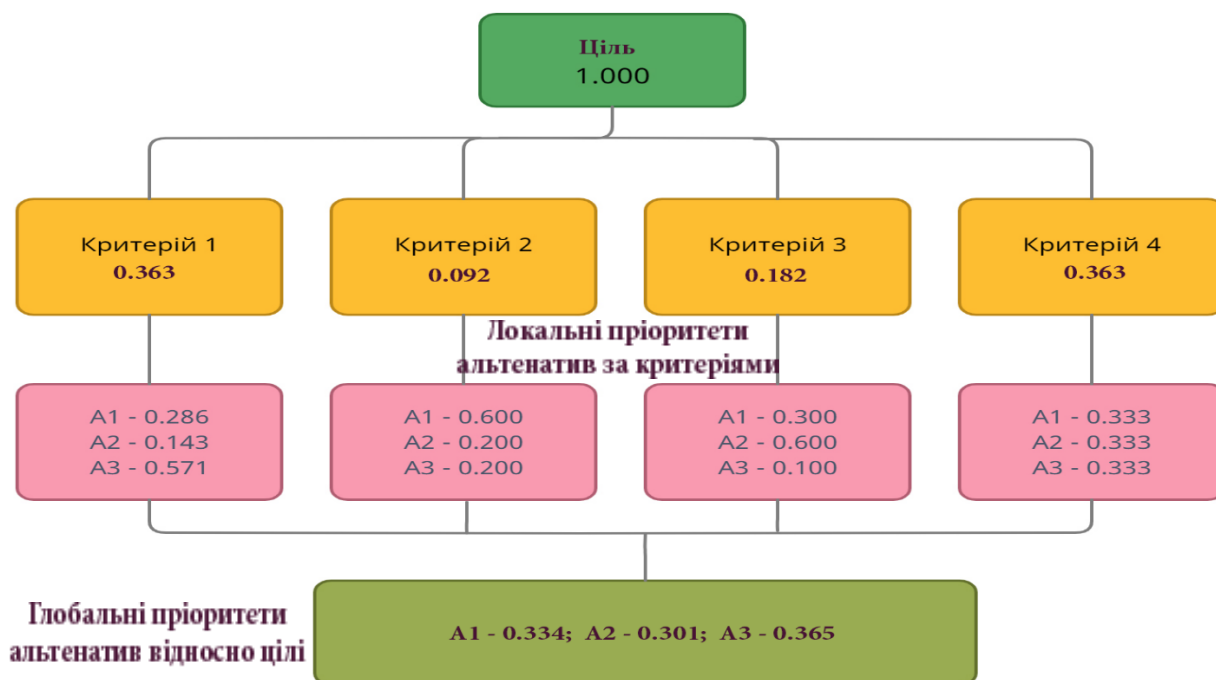 Ціль
1.000
Критерій 1
0.363
Критерій 2
0.092
Критерій 3
0.182
Критерій 4
0.363
Локальні пріоритети
альтенатив за критеріями
A1 - 0.286
A2 - 0.143
A3 - 0.571
A1 - 0.600
A2 - 0.200
A3 - 0.200
A1 - 0.300
A2 - 0.600
A3 - 0.100
A1 - 0.333
A2 - 0.333
A3 - 0.333
Глобальні пріоритети
альтенатив відносно цілі
A1 - 0.334; A2 - 0.301; A3 - 0.365